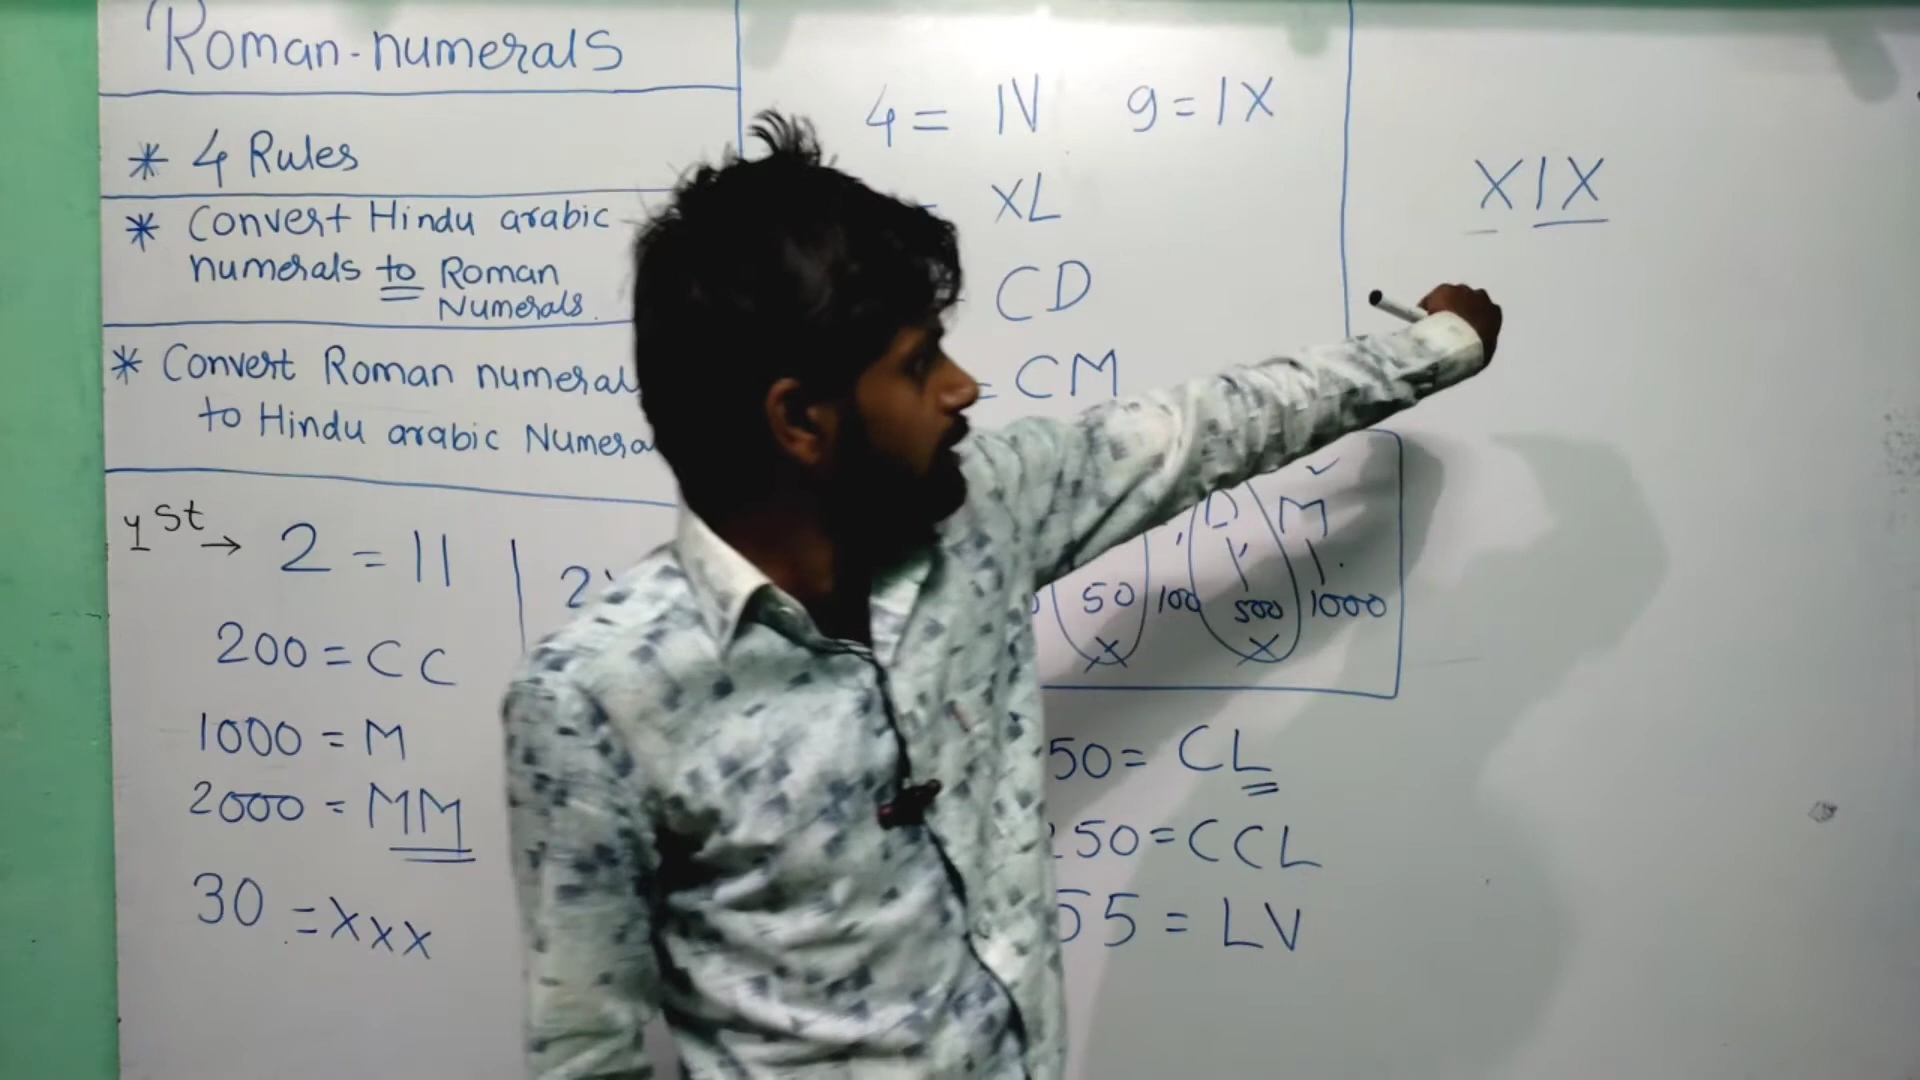 Roman-numerals
* 4 Rules
* Convert Hindu arabic
numerals to Roman
Numerals.
* Convert Roman numeral
to Hindu arabic Numera
1st → 2 = II
200 = CC
1000 = M
2000 = MM
30 = XXX
4 = IV 9 = IX
XL
CD
= CM
XIX
D M
50 100 500 1000
X X
50 = CL
250 = CCL
55 = LV